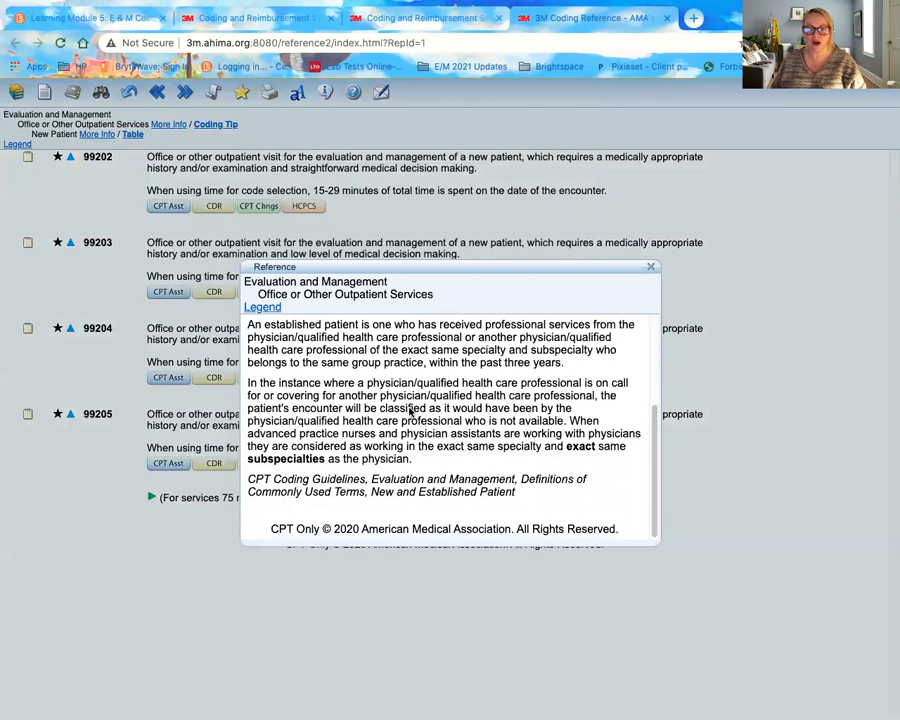 Learning Module 5: E & M Co...
3M Coding and Reimbursement S
3M Coding and Reimbursement S
3M 3M Coding Reference - AMA's
Not Secure | 3m.ahima.org:8080/reference2/index.html?RepId=1
Apps
HP
BrytWave: Sign In
Logging in... - Ce
LTO Lab Tests Online-...
E/M 2021 Updates
Brightspace
Pixieset - Client p...
Forb
Evaluation and Management
Office or Other Outpatient Services More Info / Coding Tip
New Patient More Info / Table
Legend
99202 Office or other outpatient visit for the evaluation and management of a new patient, which requires a medically appropriate
history and/or examination and straightforward medical decision making.
When using time for code selection, 15-29 minutes of total time is spent on the date of the encounter.
CPT Asst CDR CPT Chngs HCPCS
99203 Office or other outpatient visit for the evaluation and management of a new patient, which requires a medically appropriate
history and/or examination and low level of medical decision making.
When using time for
CPT Asst CDR
99204 Office or oth
opropriate
history and/
When using time for
CPT Asst CDR
99205 Office or oth
opropriate
history and/
When using time for
CPT Asst CDR
(For services 75 r
Reference
Evaluation and Management
Office or Other Outpatient Services
Legend
An established patient is one who has received professional services from the
physician/qualified health care professional or another physician/qualified
health care professional of the exact same specialty and subspecialty who
belongs to the same group practice, within the past three years.
In the instance where a physician/qualified health care professional is on call
for or covering for another physician/qualified health care professional, the
patient's encounter will be classified as it would have been by the
physician/qualified health care professional who is not available. When
advanced practice nurses and physician assistants are working with physicians
they are considered as working in the exact same specialty and exact same
subspecialties as the physician.
CPT Coding Guidelines, Evaluation and Management, Definitions of
Commonly Used Terms, New and Established Patient
CPT Only © 2020 American Medical Association. All Rights Reserved.